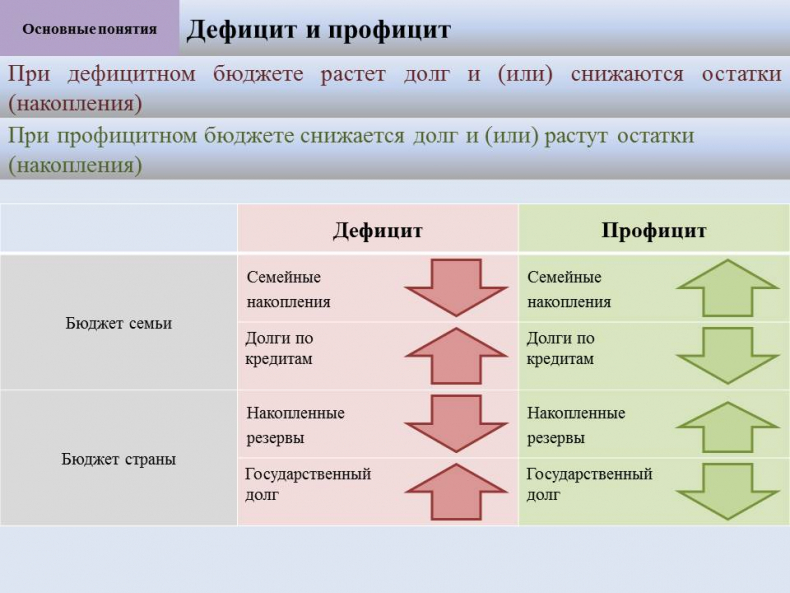 Основные понятия
Дефицит и профицит
При дефицитном бюджете растет долг и (или) снижаются остатки
(накопления)
При профицитном бюджете снижается долг и (или) растут остатки
(накопления)
Дефицит
Профицит
Бюджет семьи
Семейные
накопления
Семейные
накопления
Долги по
кредитам
Долги по
кредитам
Бюджет страны
Накопленные
резервы
Накопленные
резервы
Государственный
долг
Государственный
долг